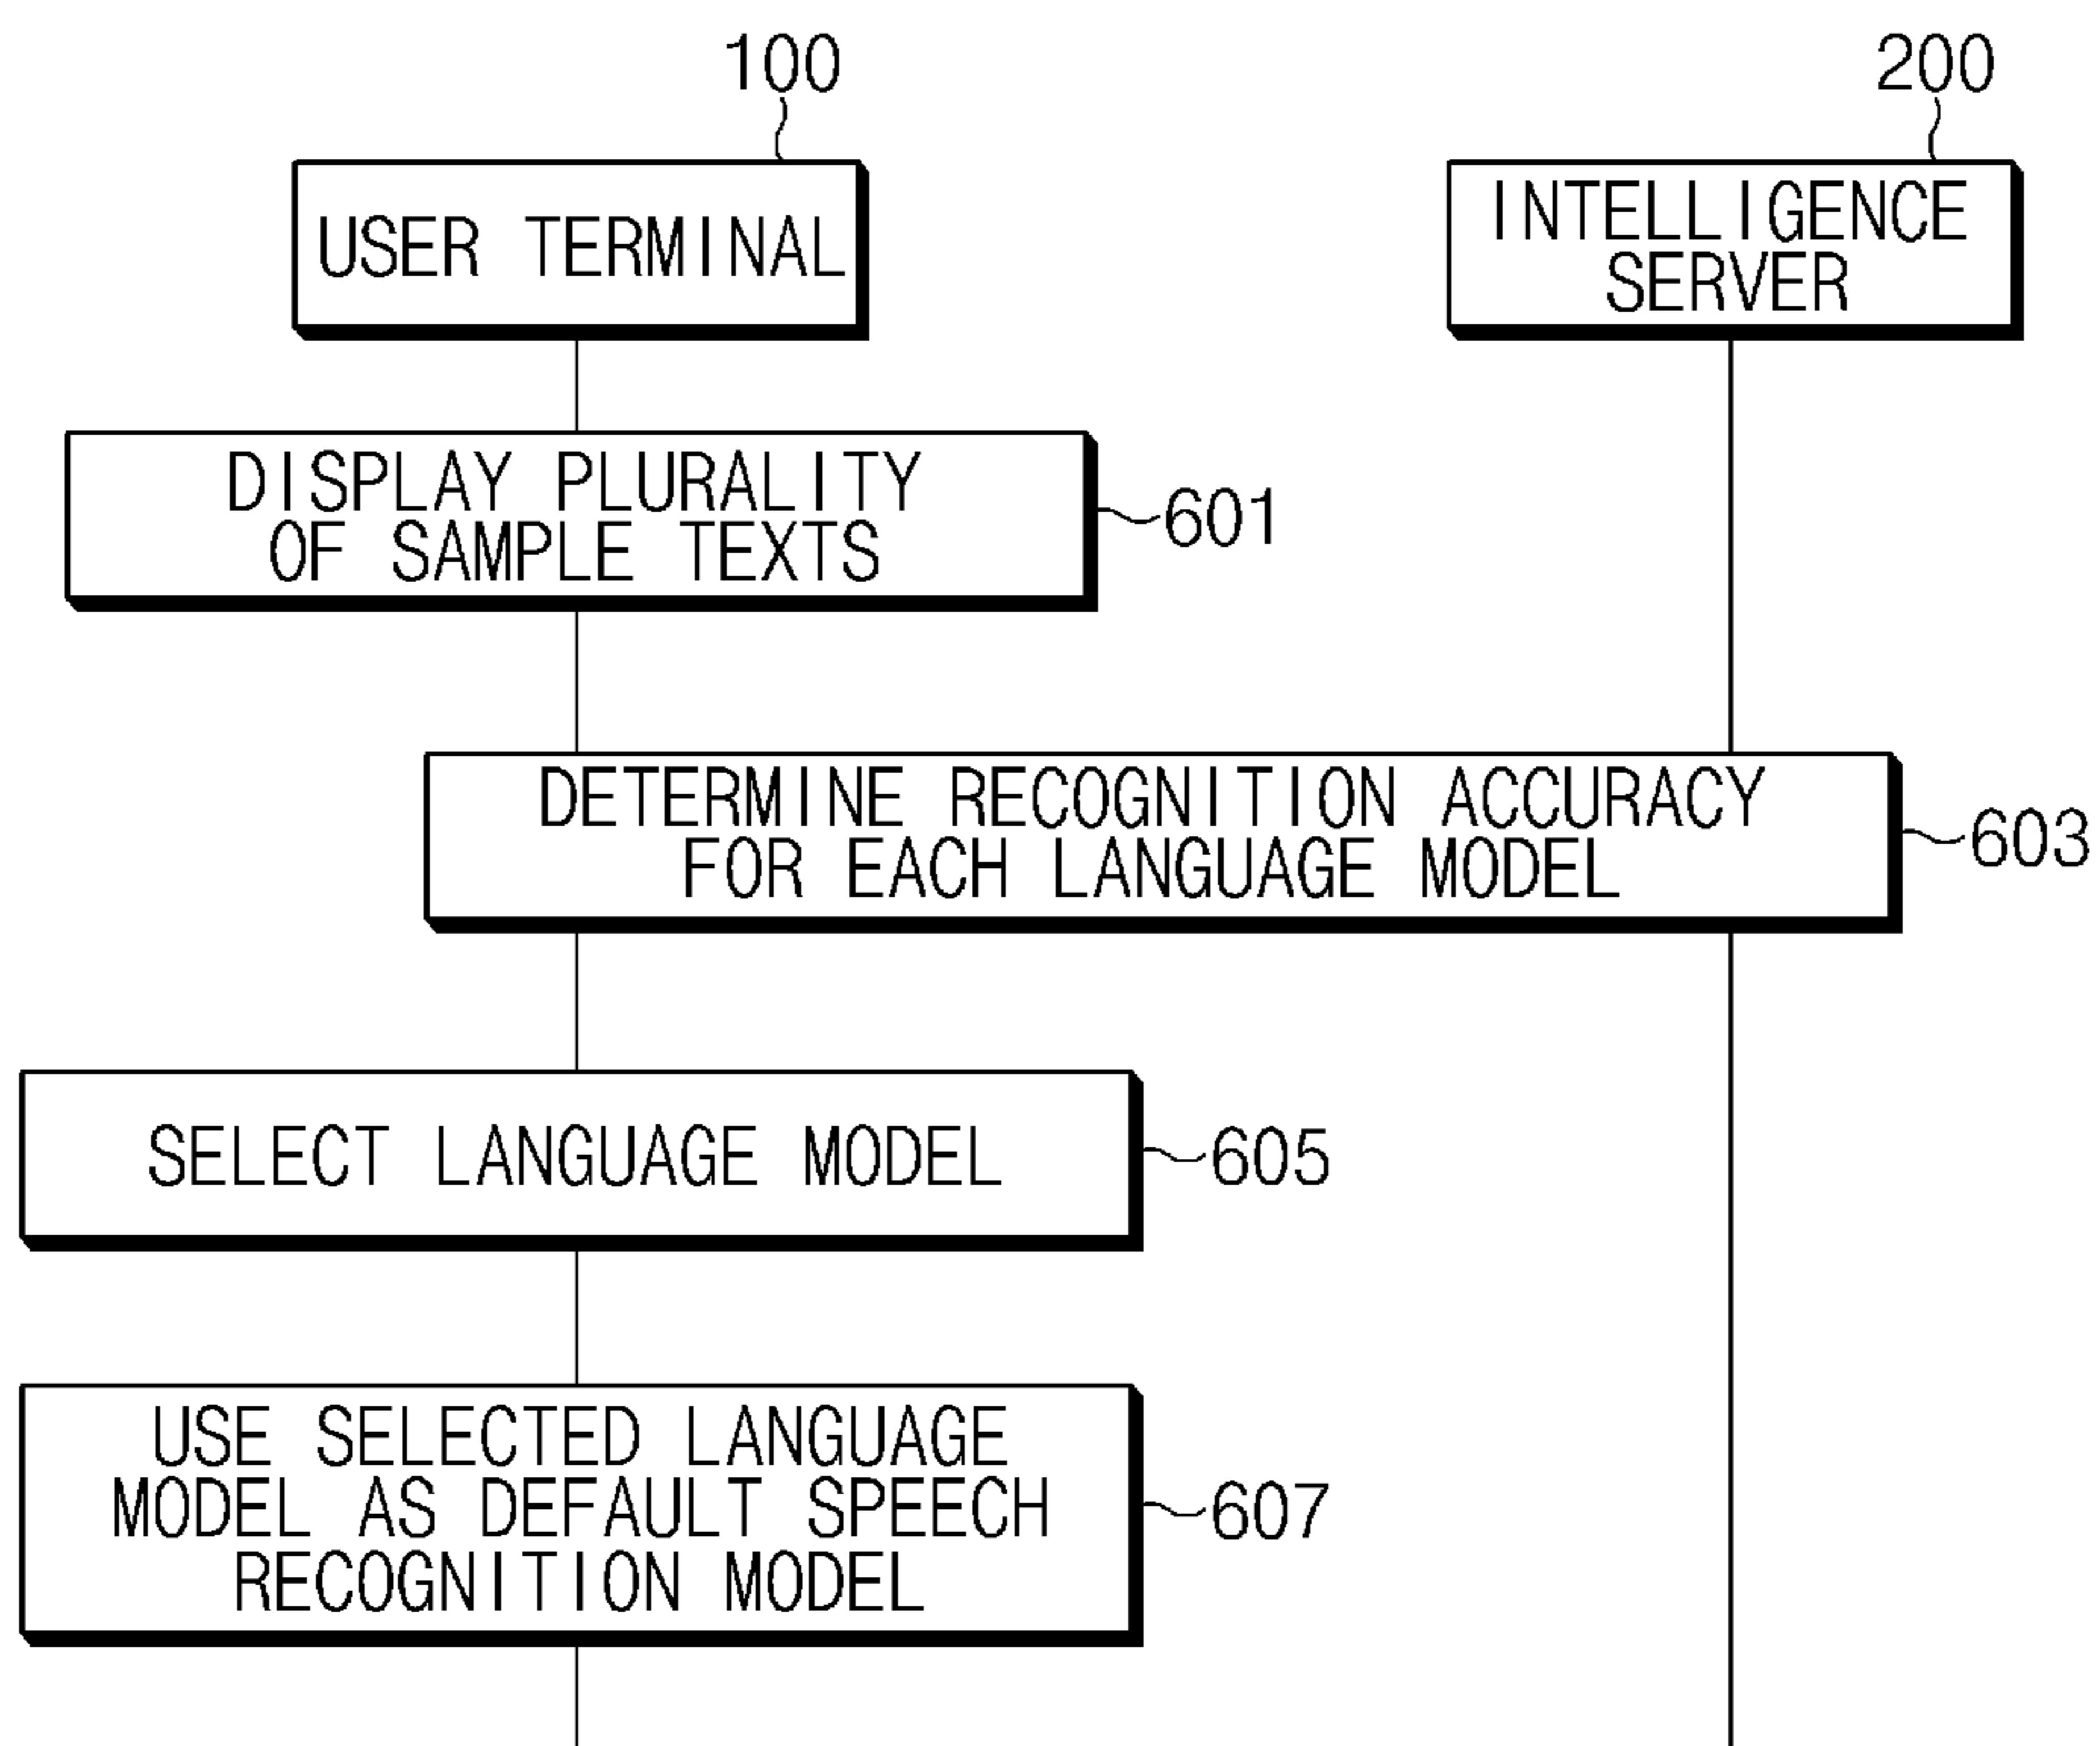 100
200
USER TERMINAL
INTELLIGENCE
SERVER
DISPLAY PLURALITY
OF SAMPLE TEXTS
601
DETERMINE RECOGNITION ACCURACY
FOR EACH LANGUAGE MODEL
603
SELECT LANGUAGE MODEL
605
USE SELECTED LANGUAGE
MODEL AS DEFAULT SPEECH
RECOGNITION MODEL
607